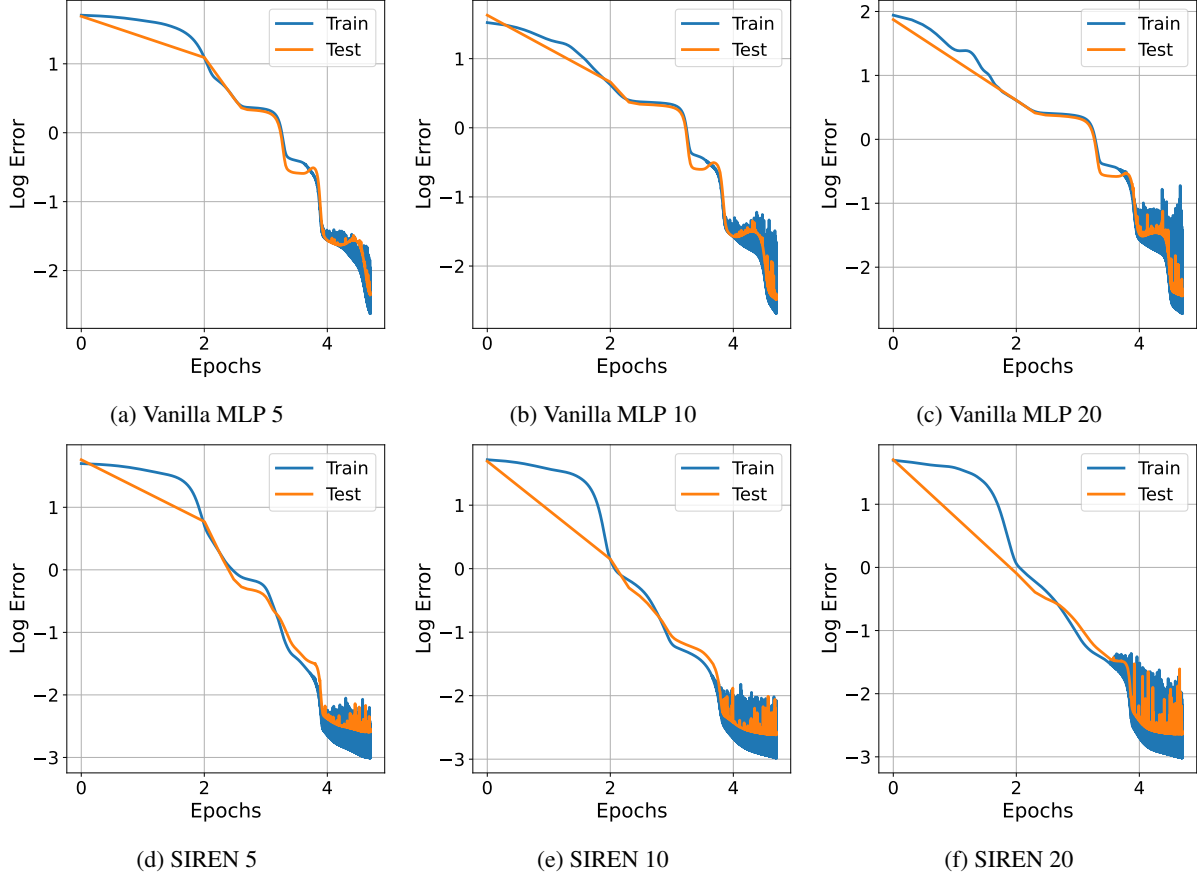 Train
Test
1
0
−1
−2
Log Error
0
2
4
Epochs
(a) Vanilla MLP 5
Train
Test
1
0
−1
−2
Log Error
0
2
4
Epochs
(b) Vanilla MLP 10
Train
Test
2
1
0
−1
−2
Log Error
0
2
4
Epochs
(c) Vanilla MLP 20
Train
Test
1
0
−1
−2
−3
Log Error
0
2
4
Epochs
(d) SIREN 5
Train
Test
1
0
−1
−2
−3
Log Error
0
2
4
Epochs
(e) SIREN 10
Train
Test
1
0
−1
−2
−3
Log Error
0
2
4
Epochs
(f) SIREN 20